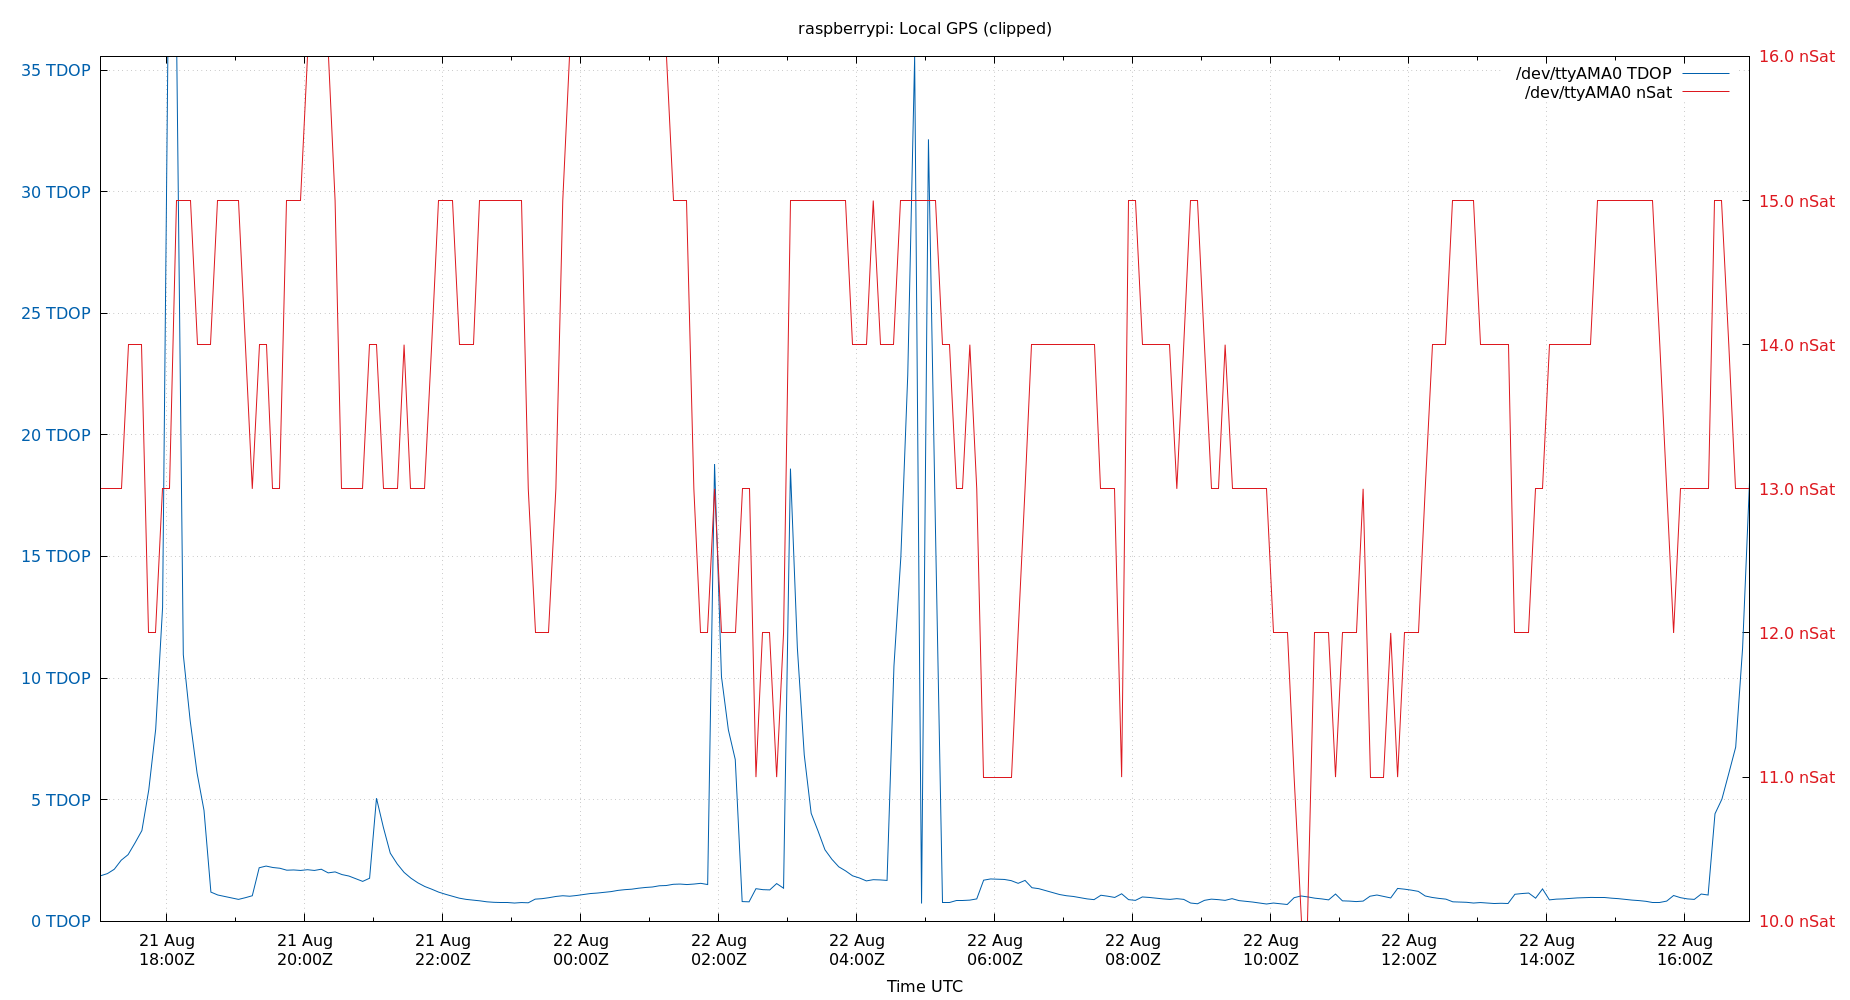 raspberrypi: Local GPS (clipped)
35 TDOP
30 TDOP
25 TDOP
20 TDOP
15 TDOP
10 TDOP
5 TDOP
0 TDOP
16.0 nSat
15.0 nSat
14.0 nSat
13.0 nSat
12.0 nSat
11.0 nSat
10.0 nSat
/dev/ttyAMA0 TDOP
/dev/ttyAMA0 nSat
21 Aug
18:00Z
21 Aug
20:00Z
21 Aug
22:00Z
22 Aug
00:00Z
22 Aug
02:00Z
22 Aug
04:00Z
22 Aug
06:00Z
22 Aug
08:00Z
22 Aug
10:00Z
22 Aug
12:00Z
22 Aug
14:00Z
22 Aug
16:00Z
Time UTC